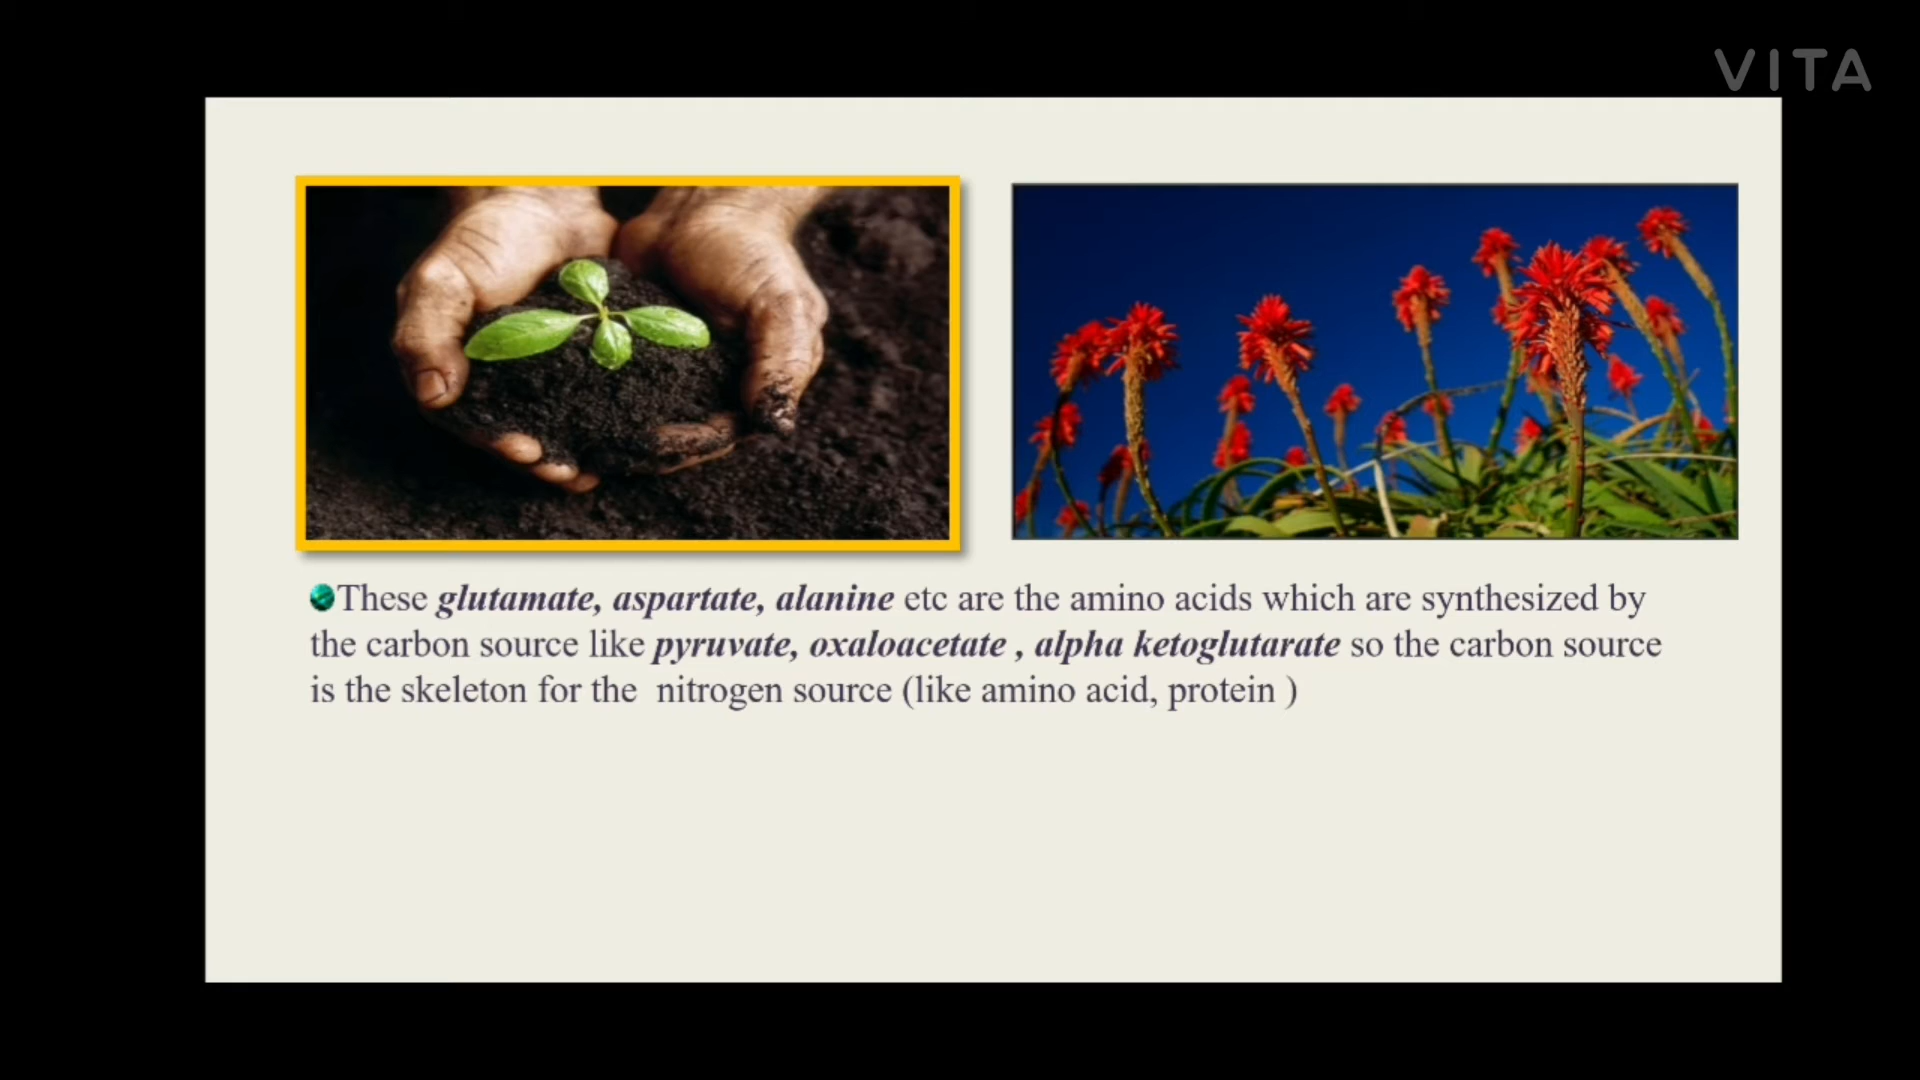 VITA
These glutamate, aspartate, alanine etc are the amino acids which are synthesized by
the carbon source like pyruvate, oxaloacetate , alpha ketoglutarate so the carbon source
is the skeleton for the  nitrogen source (like amino acid, protein )